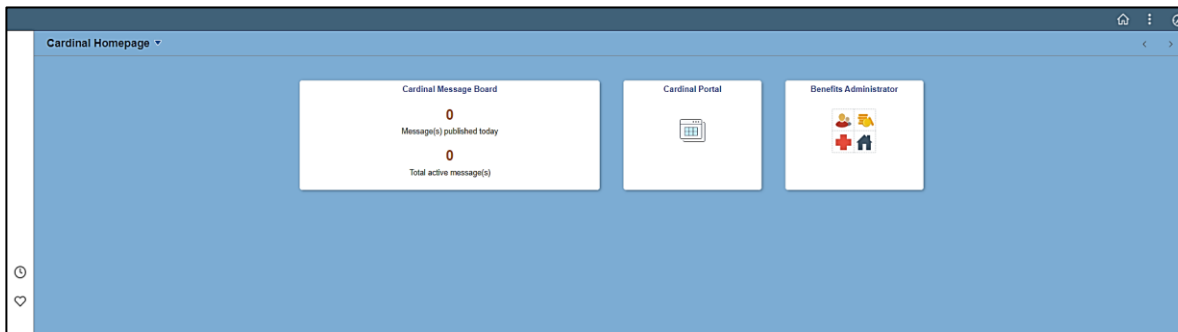 Cardinal Homepage
Cardinal Message Board
0
Message(s) published today
0
Total active message(s)
Cardinal Portal
Benefits Administrator